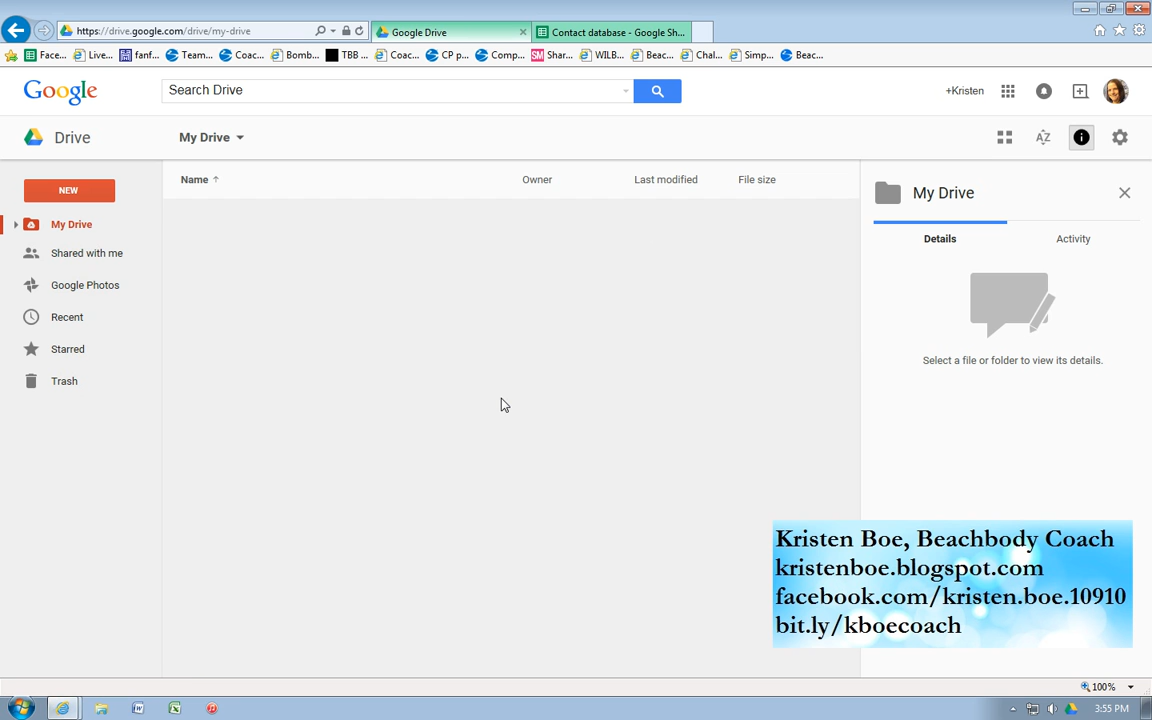 https://drive.google.com/drive/my-drive
Google Drive
Contact database - Google Sh...
Face...
Live...
fanf...
Team...
Coac...
Bomb...
TBB ...
Coac...
CP p...
Comp...
Shar...
WILB...
Beac...
Chal...
Simp...
Beac...
Google
Search Drive
+Kristen
Drive
My Drive
NEW
My Drive
Shared with me
Google Photos
Recent
Starred
Trash
Name
Owner
Last modified
File size
My Drive
Details
Activity
Select a file or folder to view its details.
Kristen Boe, Beachbody Coach
kristenboe.blogspot.com
facebook.com/kristen.boe.10910
bit.ly/kboecoach
100%
3:55 PM